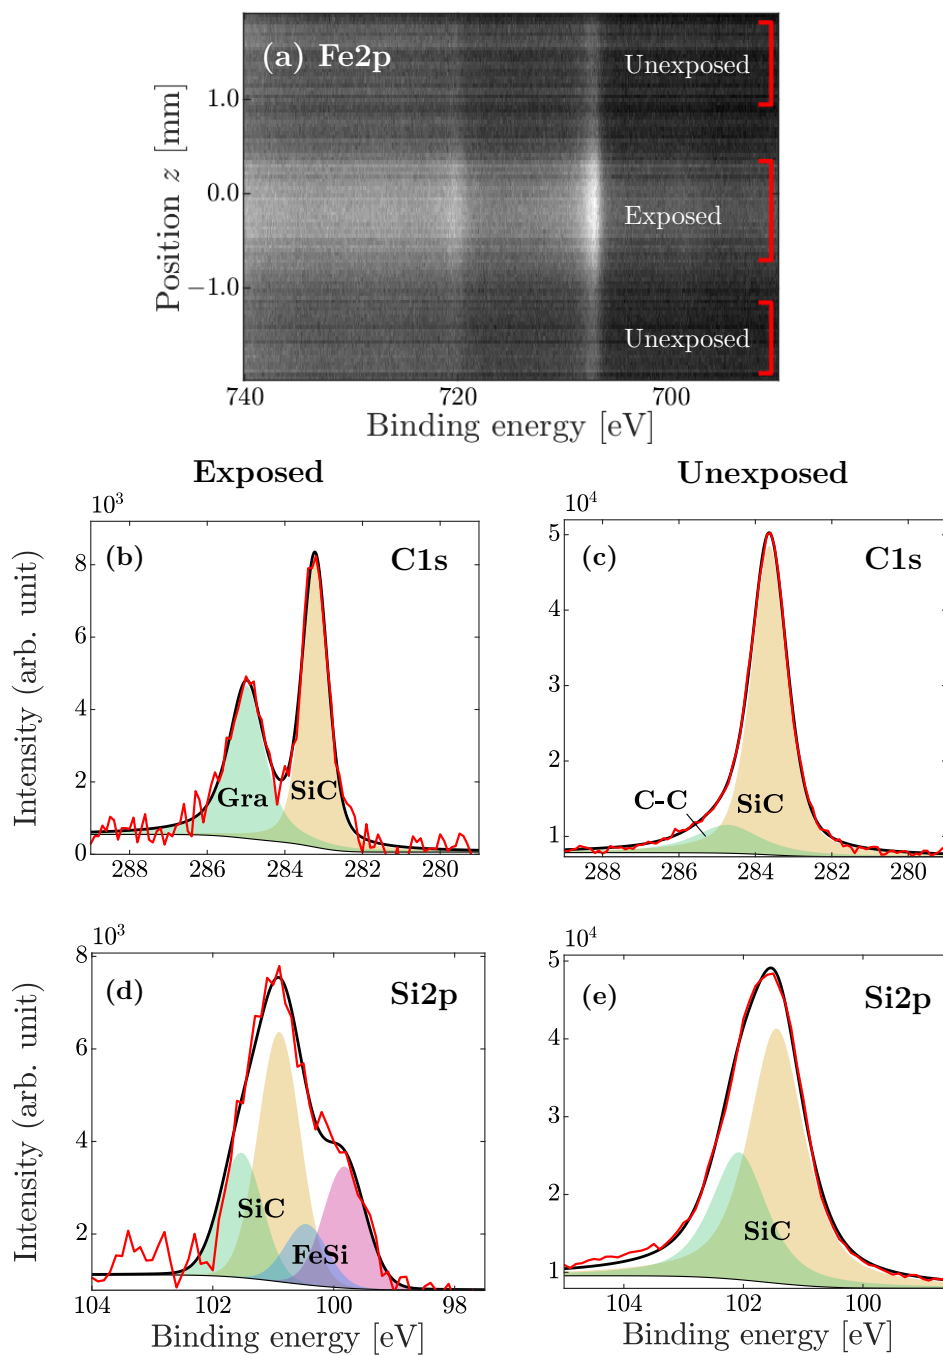 (a) Fe2p
Unexposed
Exposed
Unexposed
Position z [mm]
1.0
0.0
−1.0
740 720 700
Binding energy [eV]
Exposed Unexposed
10³
(b) C1s
8
6
4
2
0
Gra SiC
288 286 284 282 280
10⁴
(c) C1s
5
4
3
2
1
C-C SiC
288 286 284 282 280
Intensity (arb. unit)
10³
(d) Si2p
8
6
4
2
SiC
FeSi
104 102 100 98
Binding energy [eV]
Intensity (arb. unit)
10⁴
(e) Si2p
5
4
3
2
1
SiC
104 102 100
Binding energy [eV]